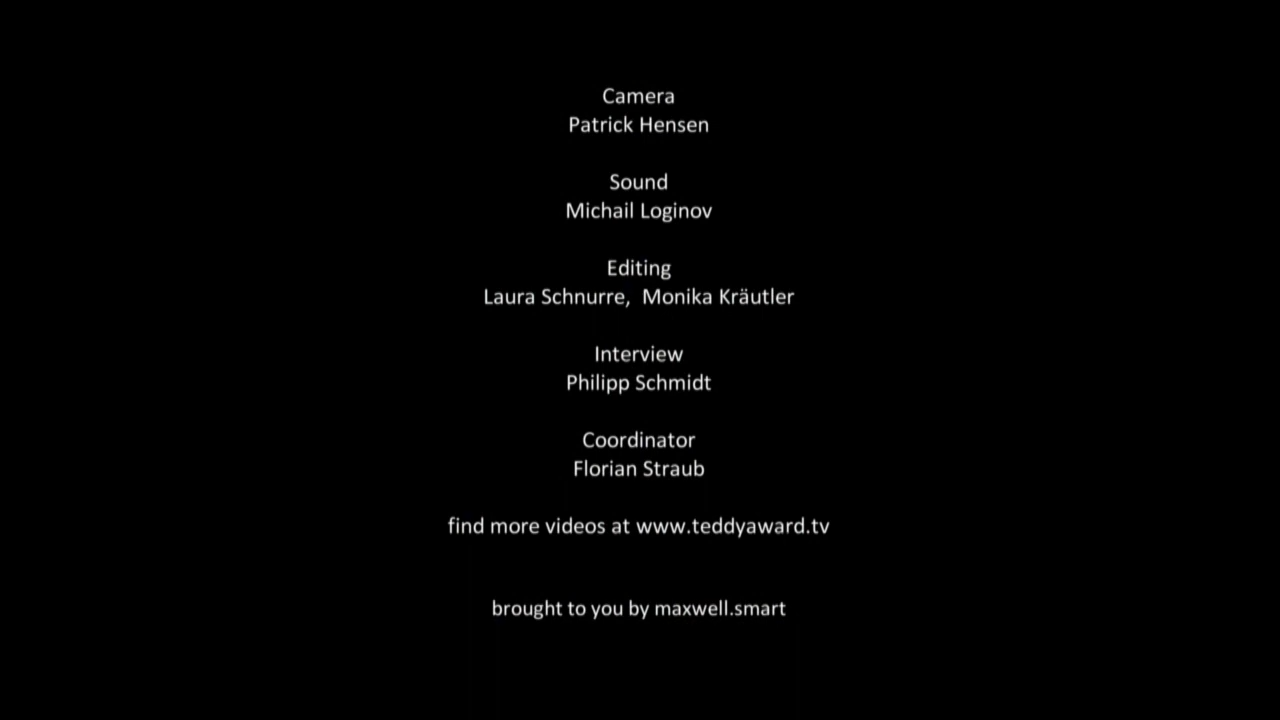 Camera
Patrick Hensen
Sound
Michail Loginov
Editing
Laura Schnurre,  Monika Kräutler
Interview
Philipp Schmidt
Coordinator
Florian Straub
find more videos at www.teddyaward.tv
brought to you by maxwell.smart